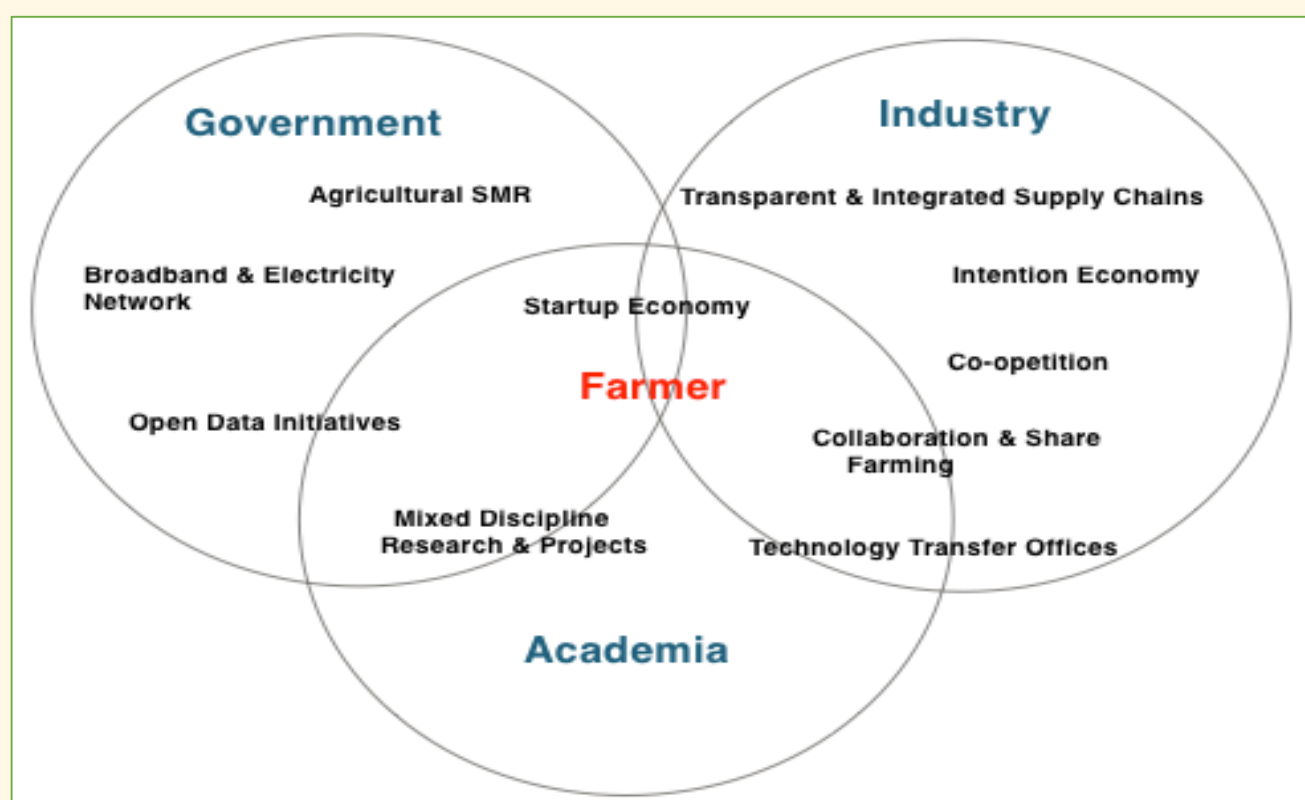 Government
Industry
Agricultural SMR
Transparent & Integrated Supply Chains
Broadband & Electricity
Network
Intention Economy
Startup Economy
Co-opetition
Farmer
Open Data Initiatives
Collaboration & Share
Farming
Mixed Discipline
Research & Projects
Technology Transfer Offices
Academia